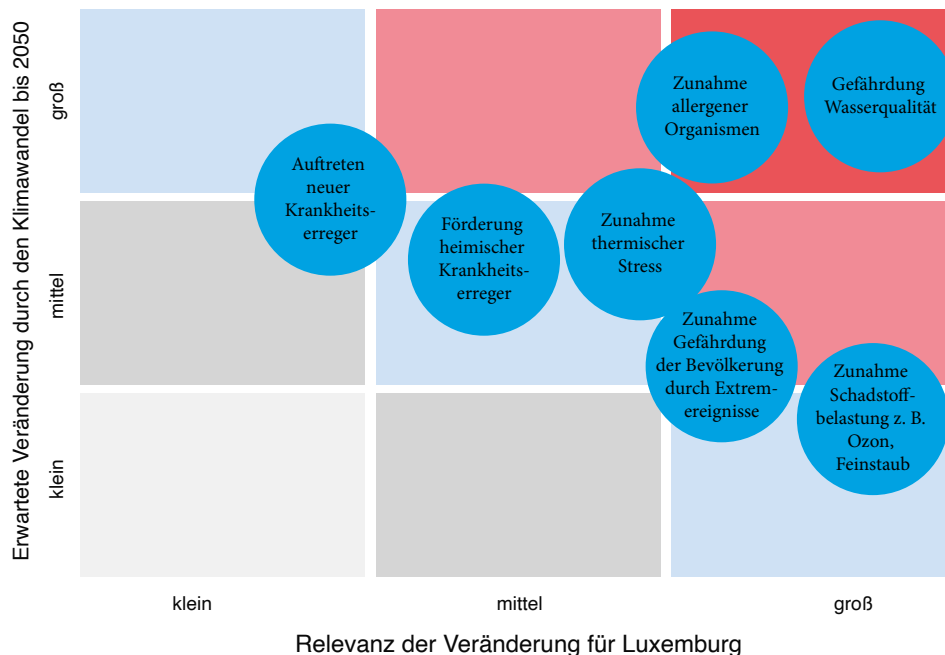 Erwartete Veränderung durch den Klimawandel bis 2050
groß
mittel
klein
Zunahme
allergener
Organismen
Gefährdung
Wasserqualität
Auftreten
neuer
Krankheits-
erreger
Förderung
heimischer
Krankheits-
erreger
Zunahme
thermischer
Stress
Zunahme
Gefährdung
der Bevölkerung
durch Extrem-
ereignisse
Zunahme
Schadstoff-
belastung z. B.
Ozon,
Feinstaub
klein
mittel
groß
Relevanz der Veränderung für Luxemburg